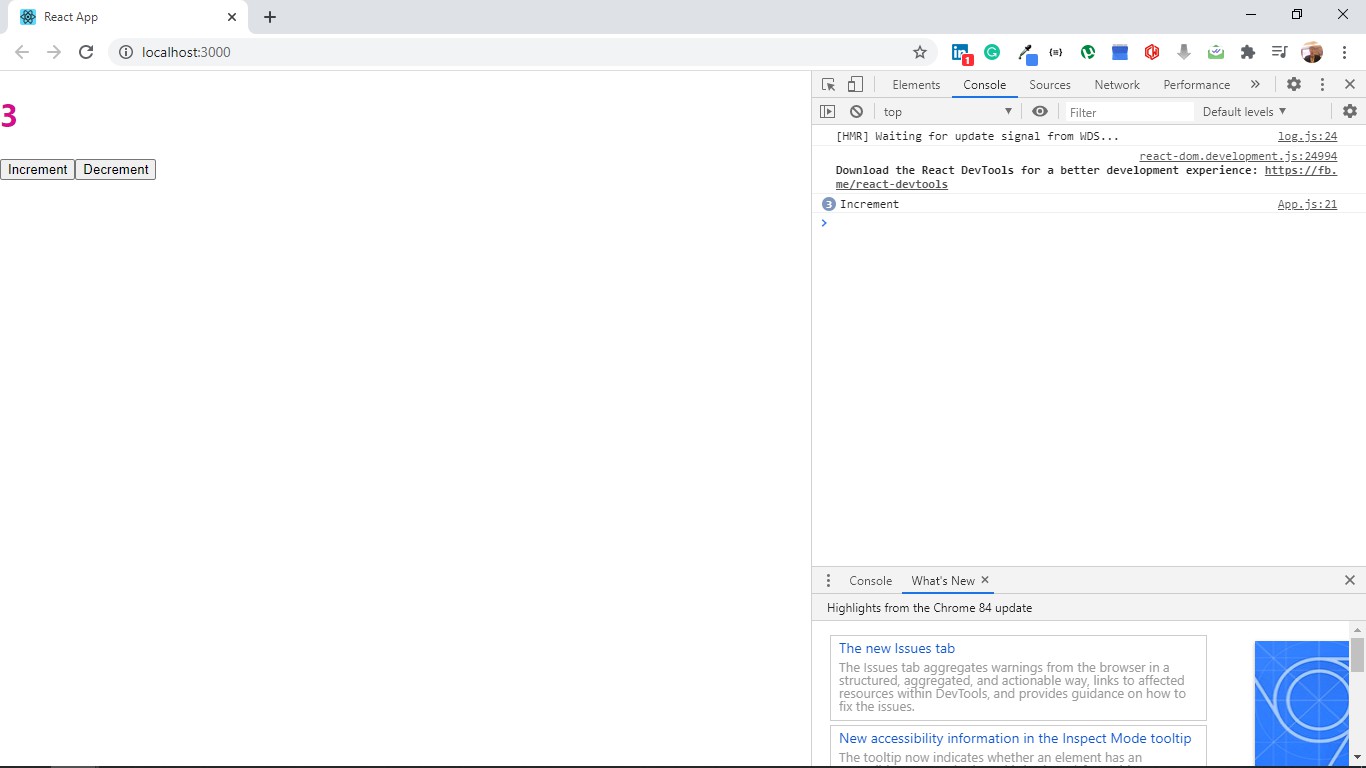 React App
localhost:3000
1
3
Increment Decrement
Elements Console Sources Network Performance
top Filter Default levels
[HMR] Waiting for update signal from WDS... log.js:24
react-dom.development.js:24994
Download the React DevTools for a better development experience: https://fb.
me/react-devtools
3 Increment App.js:21
Console What's New
Highlights from the Chrome 84 update
The new Issues tab
The Issues tab aggregates warnings from the browser in a
structured, aggregated, and actionable way, links to affected
resources within DevTools, and provides guidance on how to
fix the issues.
New accessibility information in the Inspect Mode tooltip
The tooltip now indicates whether an element has an